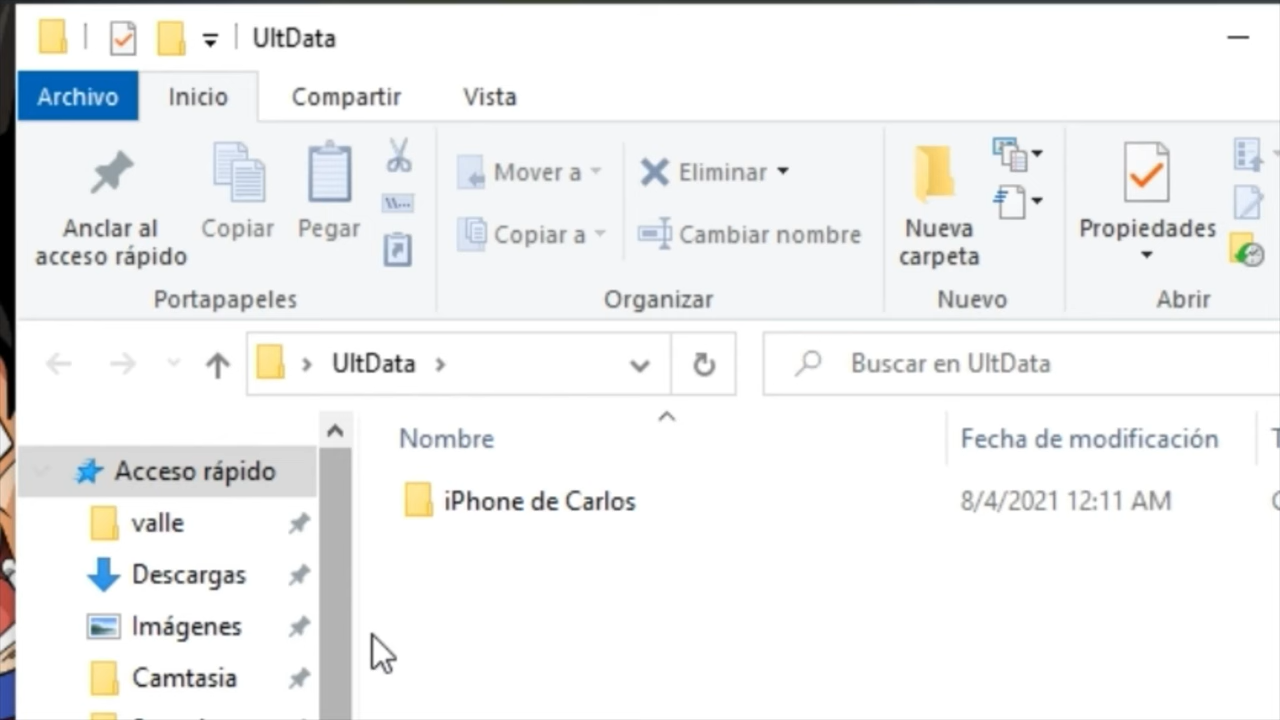 UltData
Archivo Inicio Compartir Vista
Anclar al
acceso rápido
Copiar
Pegar
Mover a
Copiar a
Eliminar
Cambiar nombre
Nueva
carpeta
Propiedades
Portapapeles Organizar Nuevo Abrir
UltData
Buscar en UltData
Nombre Fecha de modificación
Acceso rápido
iPhone de Carlos 8/4/2021 12:11 AM
valle
Descargas
Imágenes
Camtasia